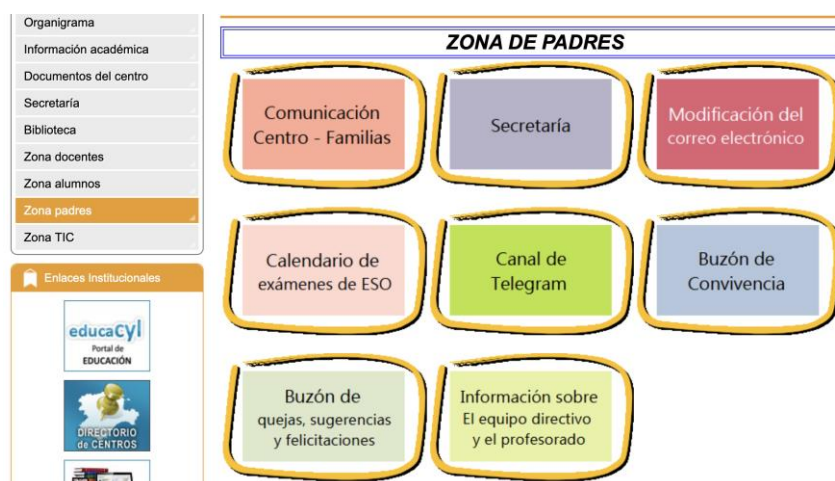 Organigrama
Información académica
Documentos del centro
Secretaría
Biblioteca
Zona docentes
Zona alumnos
Zona padres
Zona TIC
Enlaces Institucionales
educacyl
Portal de
EDUCACIÓN
DIRECTORIO
de CENTROS
ZONA DE PADRES
Comunicación
Centro - Familias
Secretaría
Modificación del
correo electrónico
Calendario de
exámenes de ESO
Canal de
Telegram
Buzón de
Convivencia
Buzón de
quejas, sugerencias
y felicitaciones
Información sobre
El equipo directivo
y el profesorado